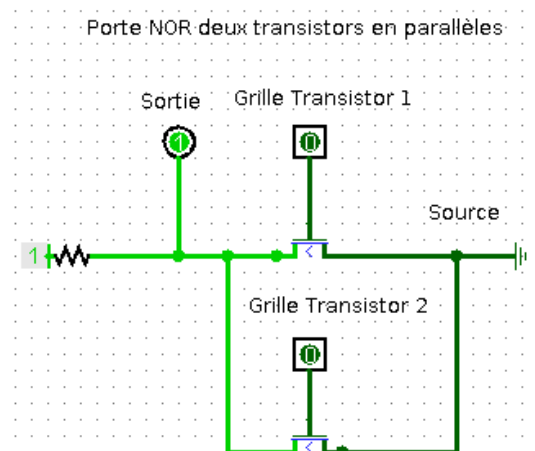 Porte NOR deux transistors en parallèles
Sortie
Grille Transistor 1
1
0
Source
1
Grille Transistor 2
0